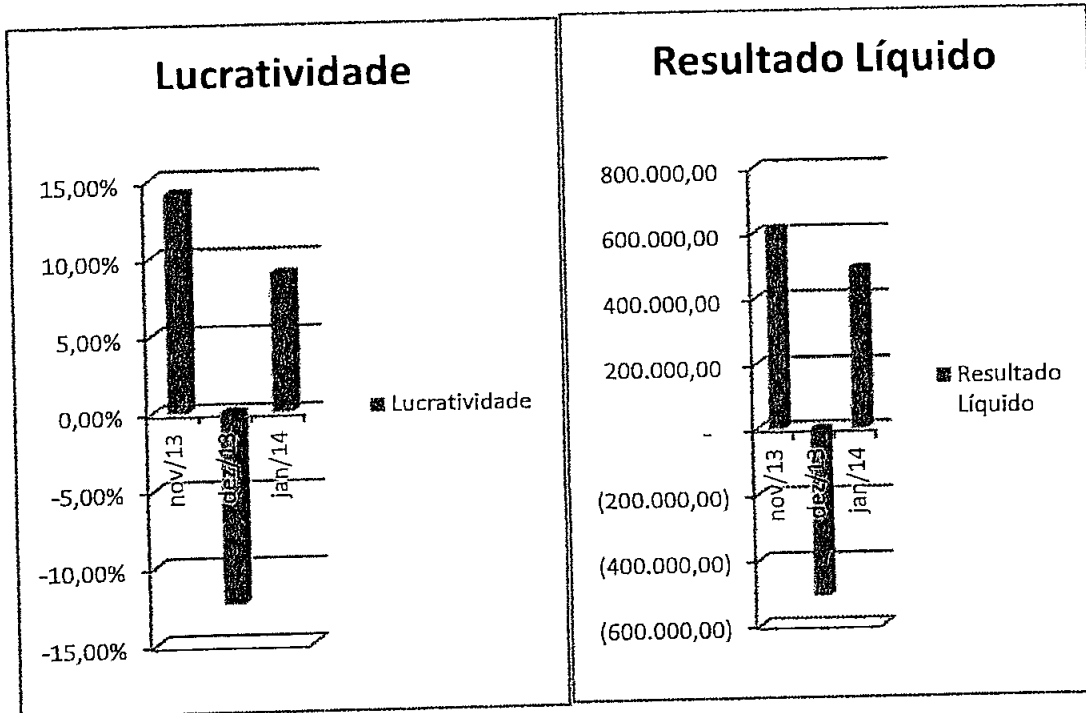 Lucratividade
15,00%
10,00%
5,00%
0,00%
-5,00%
-10,00%
-15,00%
nov/13
dez/13
jan/14
Lucratividade
Resultado Líquido
800.000,00
600.000,00
400.000,00
200.000,00
-
(200.000,00)
(400.000,00)
(600.000,00)
nov/13
dez/13
jan/14
Resultado
Líquido